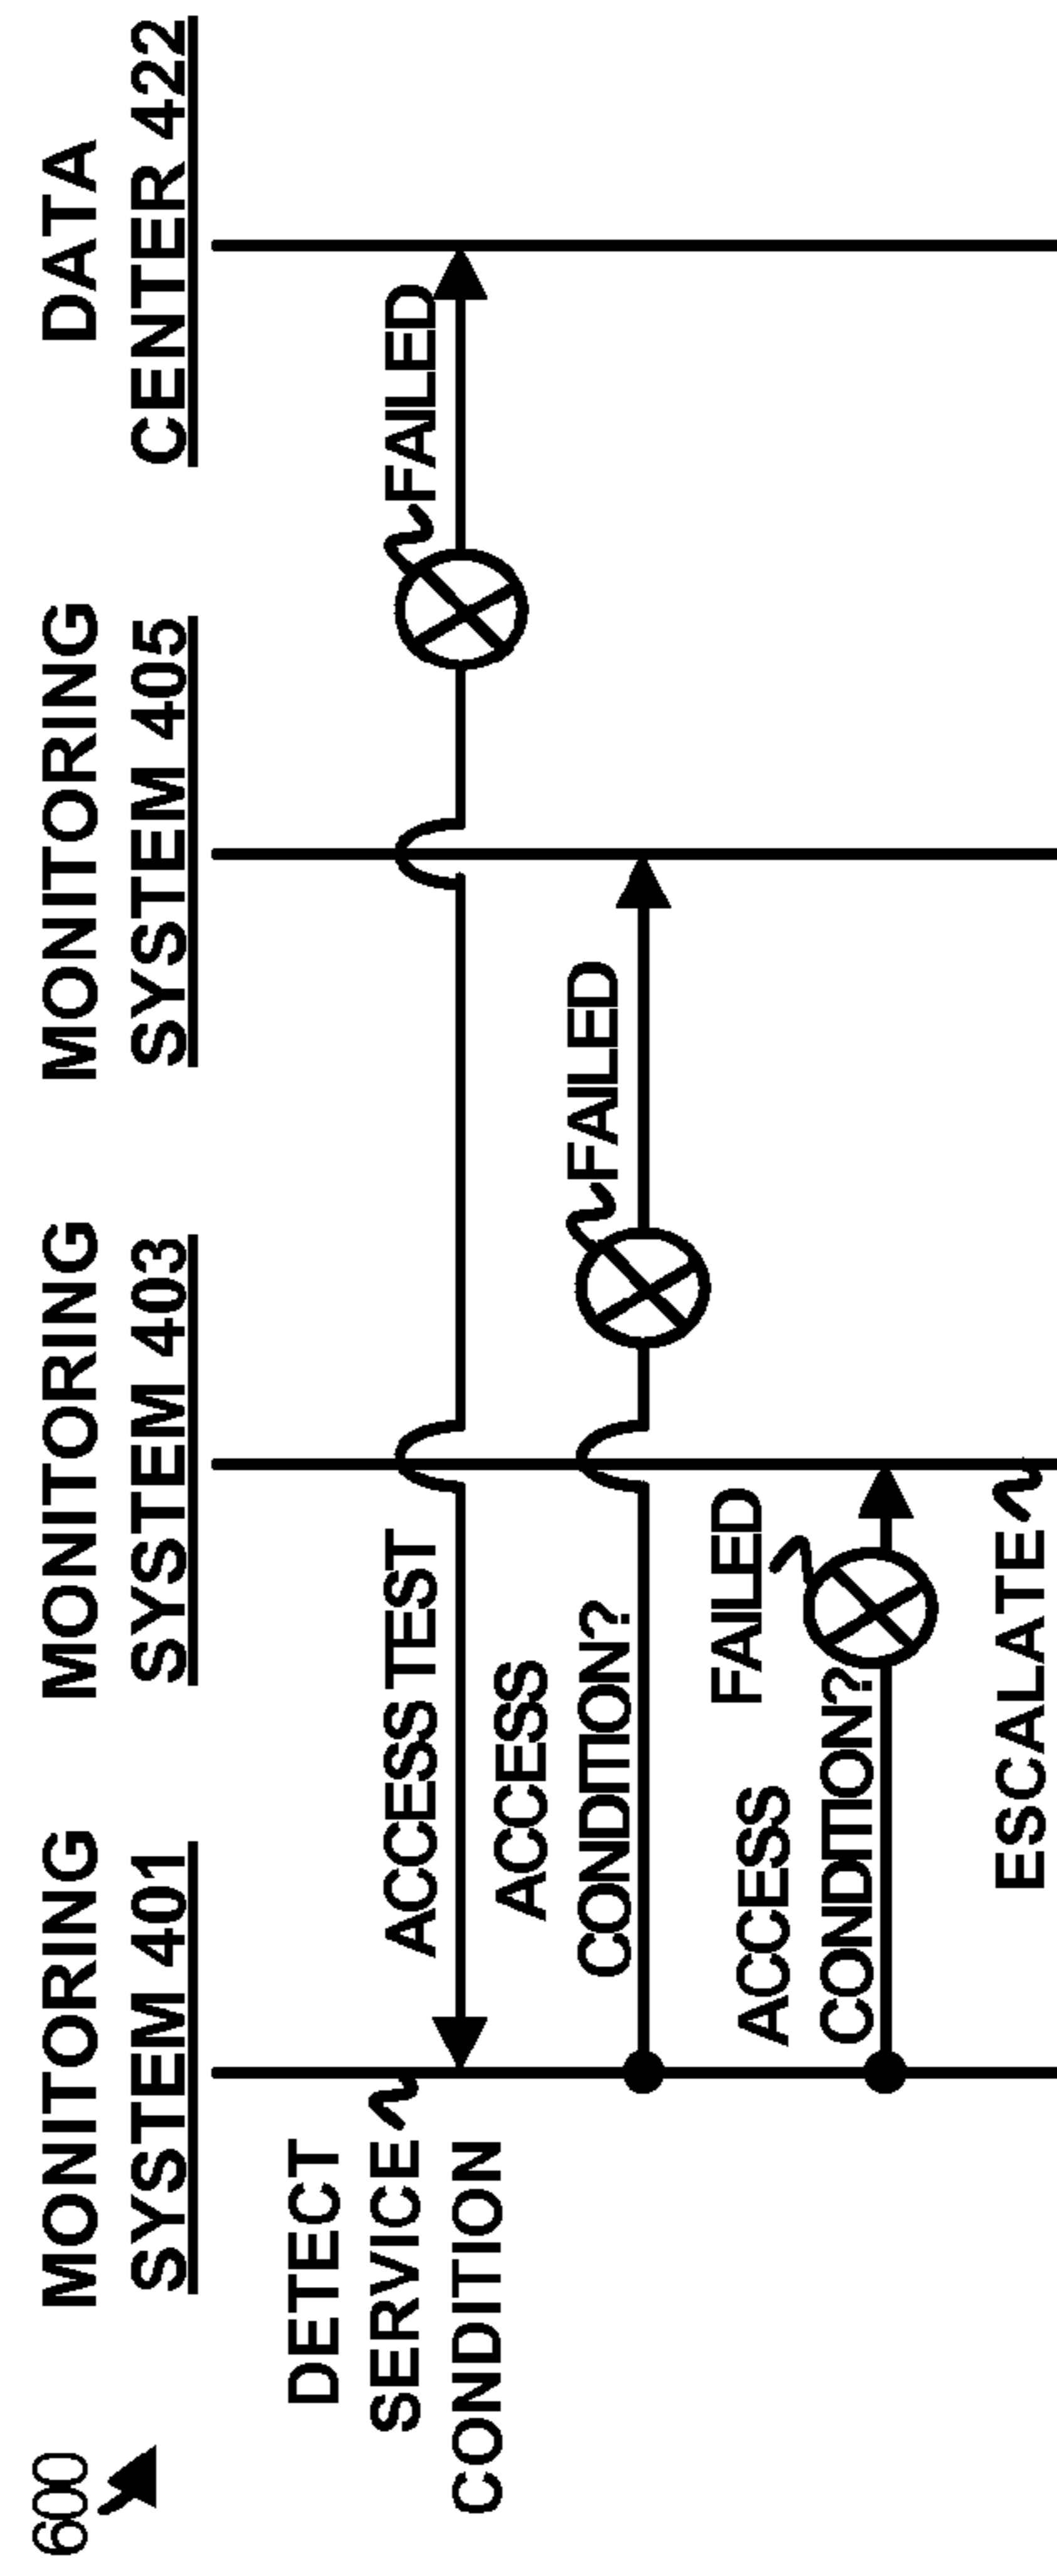 600
MONITORING
SYSTEM 401
MONITORING
SYSTEM 403
MONITORING
SYSTEM 405
DATA
CENTER 422
DETECT
SERVICE
CONDITION
ACCESS TEST
FAILED
ACCESS
CONDITION?
FAILED
ACCESS
CONDITION?
FAILED
ESCALATE